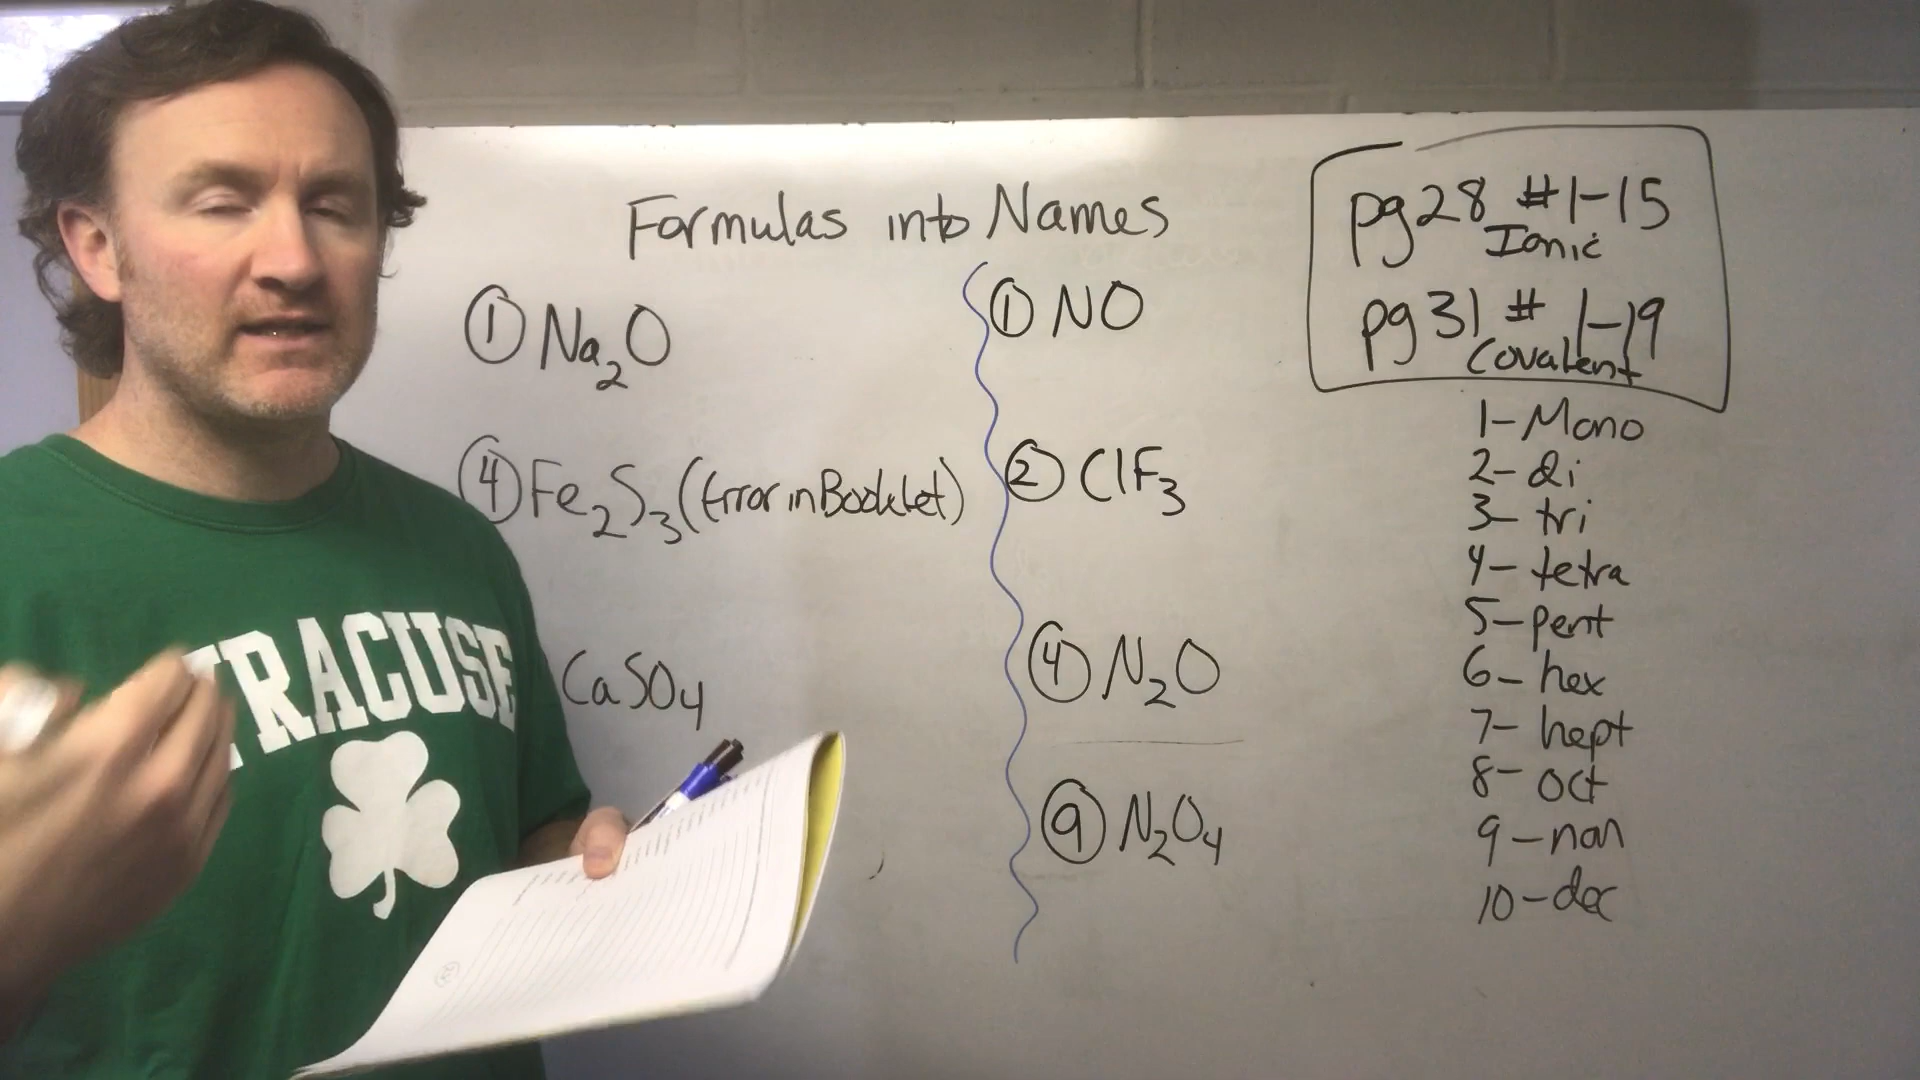 Formulas into Names
① Na₂O
④ Fe₂S₃ (Error in Booklet)
CaSO₄
① NO
② ClF₃
④ N₂O
⑨ N₂O₄
pg 28 #1-15
Ionic
pg 31 # 1-19
Covalent
1- Mono
2- di
3- tri
4- tetra
5- pent
6- hex
7- hept
8- oct
9- non
10- dec
RACUSE